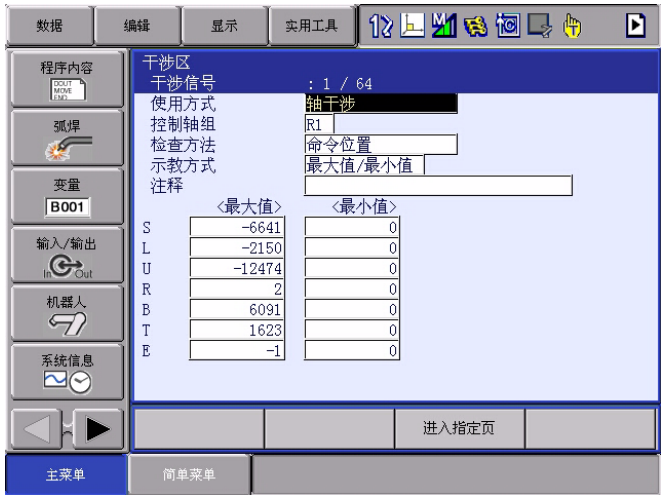 数据 编辑 显示 实用工具
程序内容
DOUT
MOVE
END
弧焊
变量
B001
输入/输出
In Out
机器人
系统信息
干涉区
干涉信号 : 1 / 64
使用方式 轴干涉
控制轴组 R1
检查方法 命令位置
示教方式 最大值/最小值
注释
<最大值> <最小值>
S -6641 0
L -2150 0
U -12474 0
R 2 0
B 6091 0
T 1623 0
E -1 0
进入指定页
主菜单 简单菜单